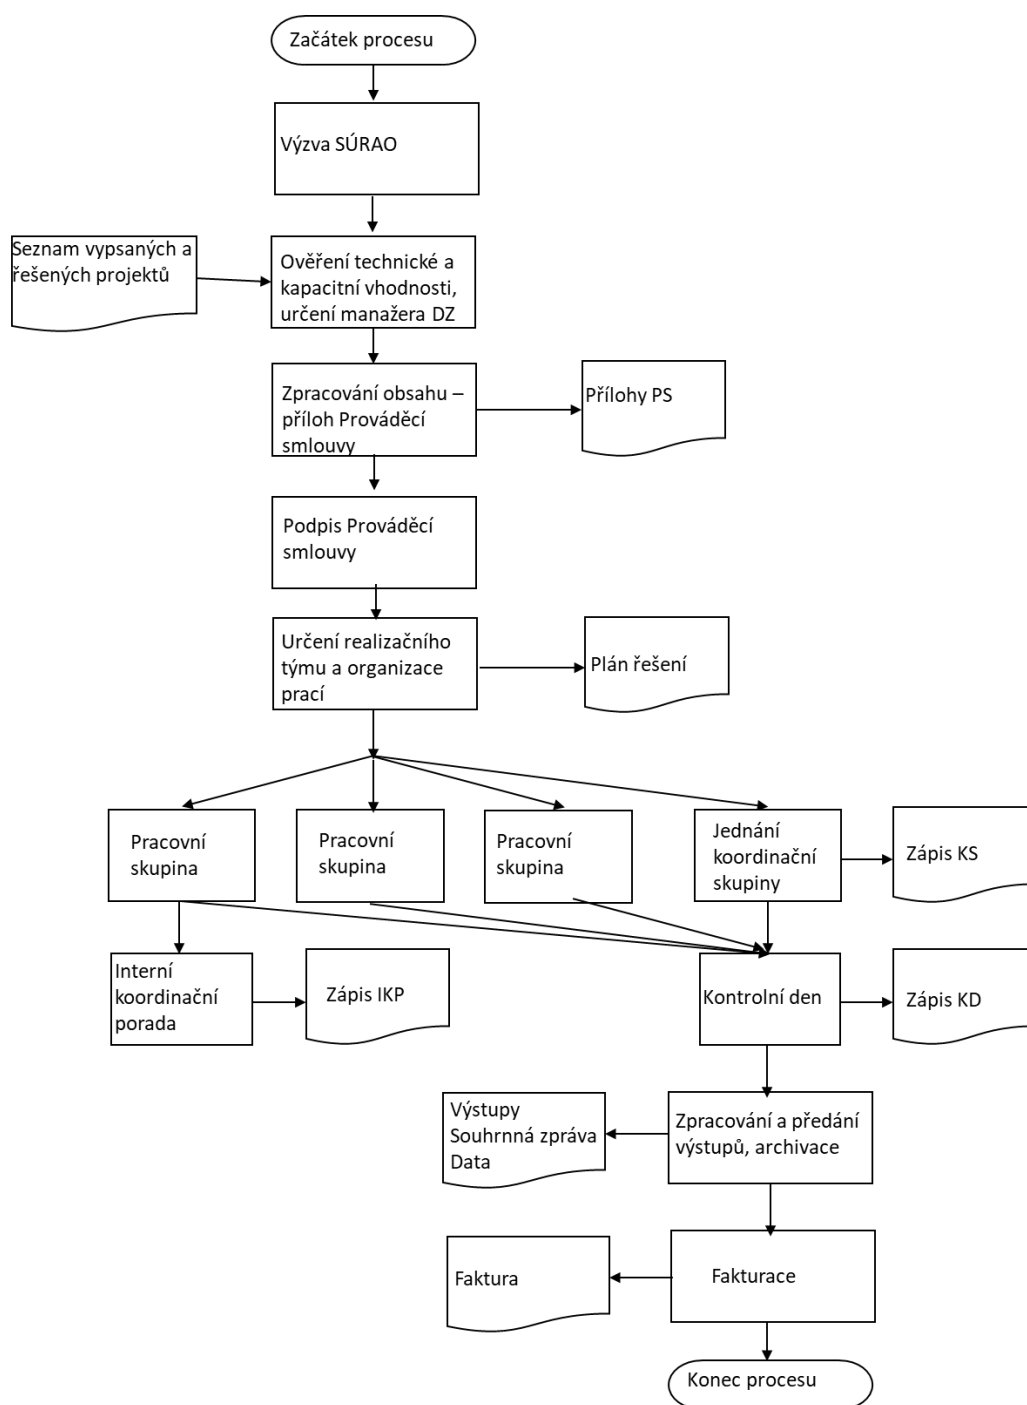 Začátek procesu
Výzva SÚRAO
Seznam vypsaných a
řešených projektů
Ověření technické a
kapacitní vhodnosti,
určení manažera DZ
Zpracování obsahu –
příloh Prováděcí
smlouvy
Přílohy PS
Podpis Prováděcí
smlouvy
Určení realizačního
týmu a organizace
prací
Plán řešení
Pracovní
skupina
Pracovní
skupina
Pracovní
skupina
Jednání
koordinační
skupiny
Zápis KS
Interní
koordinační
porada
Zápis IKP
Kontrolní den
Zápis KD
Výstupy
Souhrnná zpráva
Data
Zpracování a předání
výstupů, archivace
Faktura
Fakturace
Konec procesu